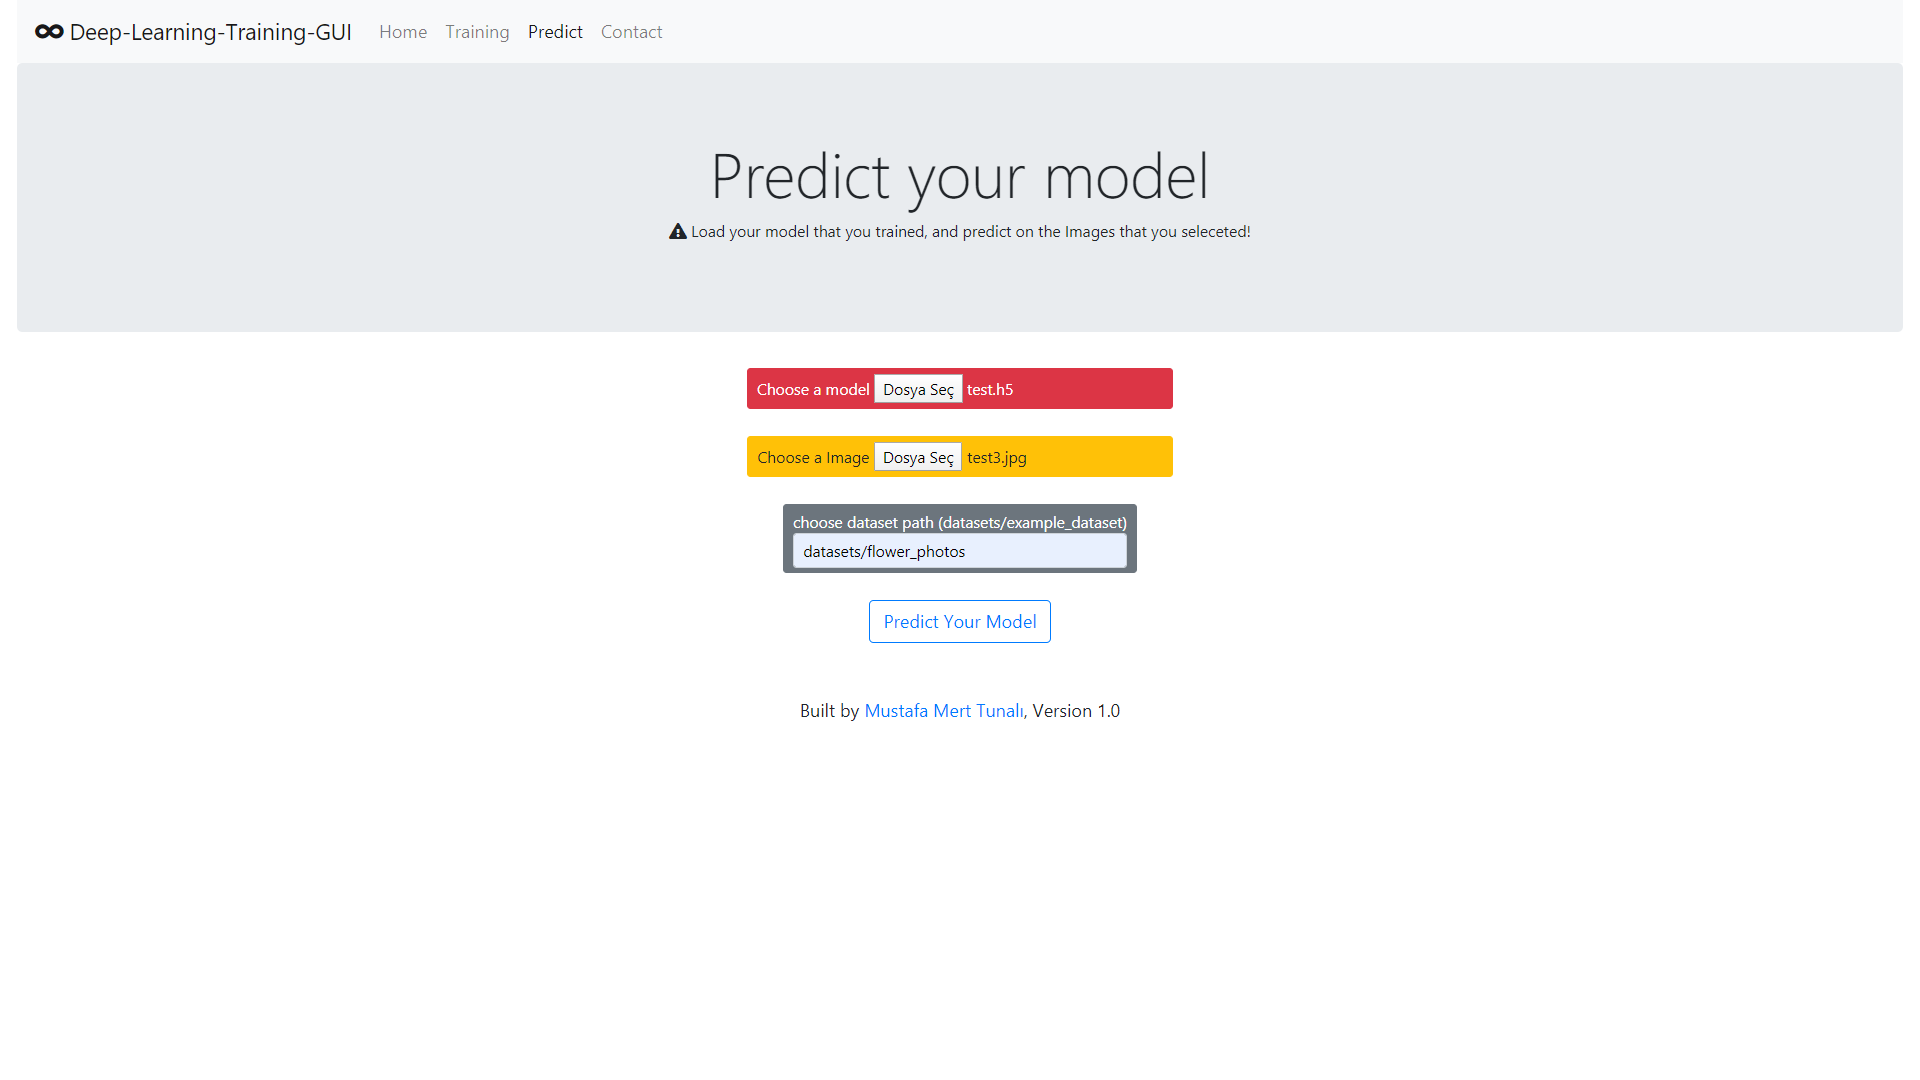 Deep-Learning-Training-GUI Home Training Predict Contact
Predict your model
Load your model that you trained, and predict on the Images that you seleceted!
Choose a model Dosya Seç test.h5
Choose a Image Dosya Seç test3.jpg
choose dataset path (datasets/example_dataset)
datasets/flower_photos
Predict Your Model
Built by Mustafa Mert Tunalı, Version 1.0